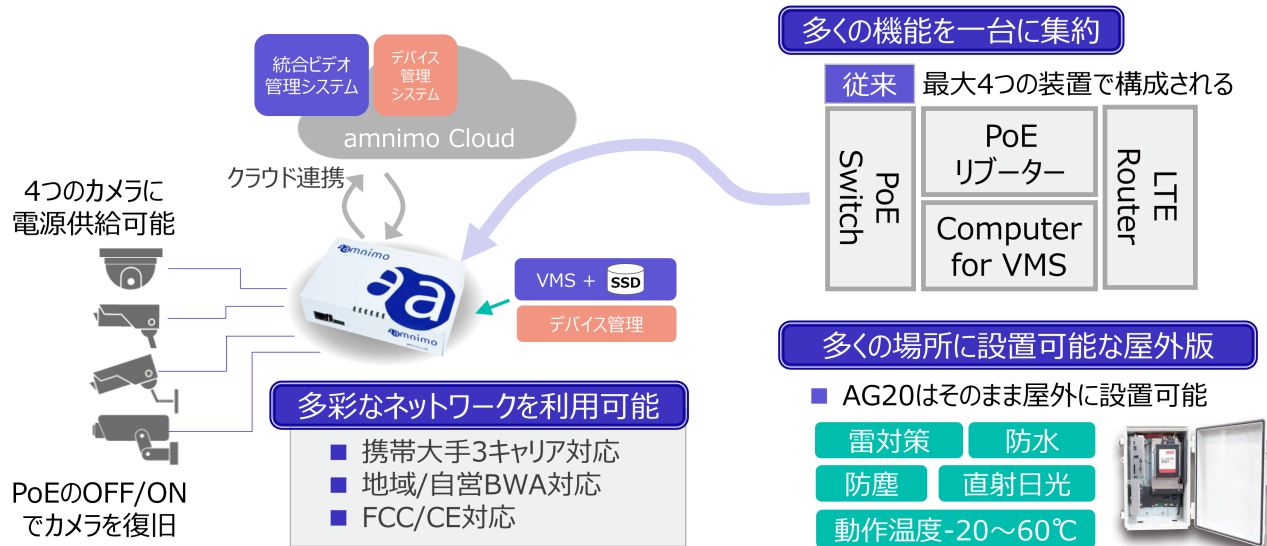 統合ビデオ
管理システム
デバイス
管理
システム
amnimo Cloud
クラウド連携
4つのカメラに
電源供給可能
amnimo
a
amnimo
VMS + SSD
デバイス管理
PoEのOFF/ON
でカメラを復旧
多彩なネットワークを利用可能
■ 携帯大手3キャリア対応
■ 地域/自営BWA対応
■ FCC/CE対応
多くの機能を一台に集約
従来 最大4つの装置で構成される
PoE
Switch
PoE
リブーター
Computer
for VMS
LTE
Router
多くの場所に設置可能な屋外版
■ AG20はそのまま屋外に設置可能
雷対策 防水
防塵 直射日光
動作温度-20～60℃